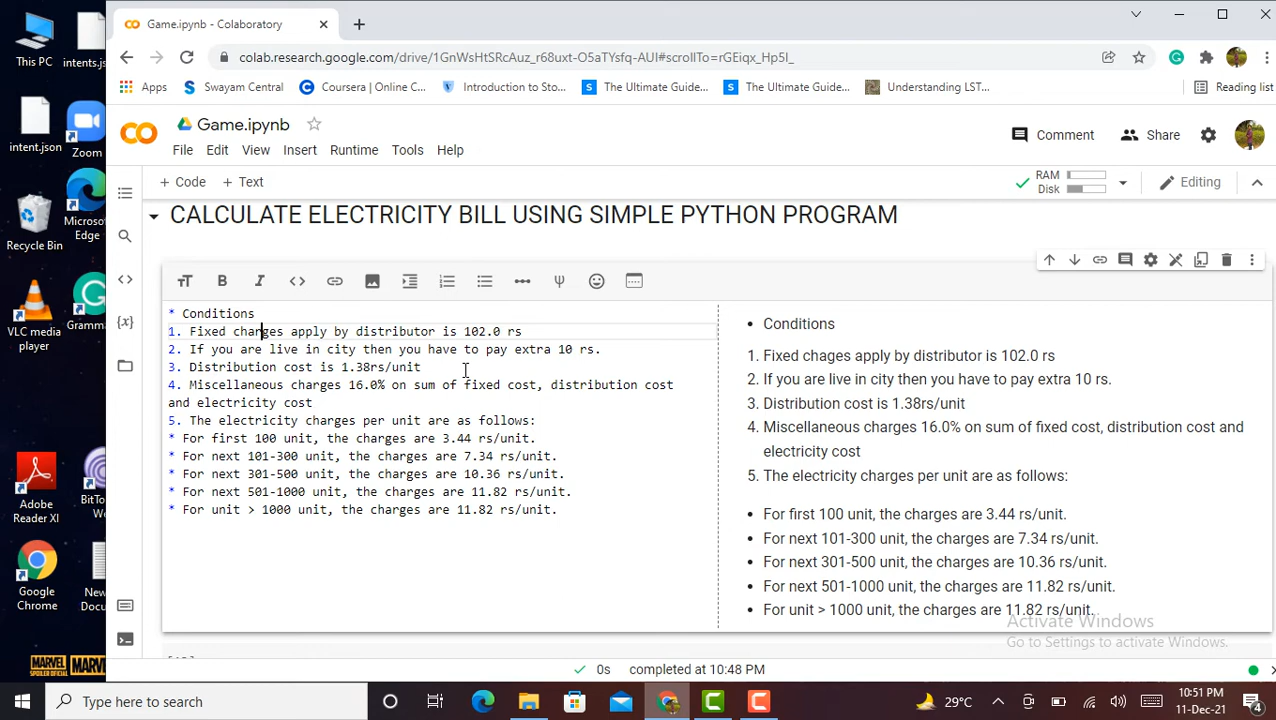 This PC
intents.js
intent.json
Zoom
Recycle Bin
Microsof
Edge
VLC media
player
Gramm
Adobe
Reader XI
BitTo
W
Google
Chrome
New
Docu
MARVEL
MARV
Game.ipynb - Colaboratory
colab.research.google.com/drive/1GnWsHtSRcAuz_r68uxt-O5aTYsfq-AUI#scrollTo=rGEiqx_Hp5I_
Apps
Swayam Central
Coursera | Online C...
Introduction to Sto...
The Ultimate Guide...
The Ultimate Guide...
Understanding LST...
Reading list
Game.ipynb
Comment
Share
File Edit View Insert Runtime Tools Help
+ Code + Text
RAM
Disk
Editing
CALCULATE ELECTRICITY BILL USING SIMPLE PYTHON PROGRAM
* Conditions
1. Fixed charges apply by distributor is 102.0 rs
2. If you are live in city then you have to pay extra 10 rs.
3. Distribution cost is 1.38rs/unit
4. Miscellaneous charges 16.0% on sum of fixed cost, distribution cost
and electricity cost
5. The electricity charges per unit are as follows:
* For first 100 unit, the charges are 3.44 rs/unit.
* For next 101-300 unit, the charges are 7.34 rs/unit.
* For next 301-500 unit, the charges are 10.36 rs/unit.
* For next 501-1000 unit, the charges are 11.82 rs/unit.
* For unit > 1000 unit, the charges are 11.82 rs/unit.
• Conditions
1. Fixed chages apply by distributor is 102.0 rs
2. If you are live in city then you have to pay extra 10 rs.
3. Distribution cost is 1.38rs/unit
4. Miscellaneous charges 16.0% on sum of fixed cost, distribution cost and
electricity cost
5. The electricity charges per unit are as follows:
• For first 100 unit, the charges are 3.44 rs/unit.
• For next 101-300 unit, the charges are 7.34 rs/unit.
• For next 301-500 unit, the charges are 10.36 rs/unit.
• For next 501-1000 unit, the charges are 11.82 rs/unit.
• For unit > 1000 unit, the charges are 11.82 rs/unit.
Activate Windows
Go to Settings to activate Windows.
0s completed at 10:48 PM
Type here to search
29°C
10:51 PM
11-Dec-21
4